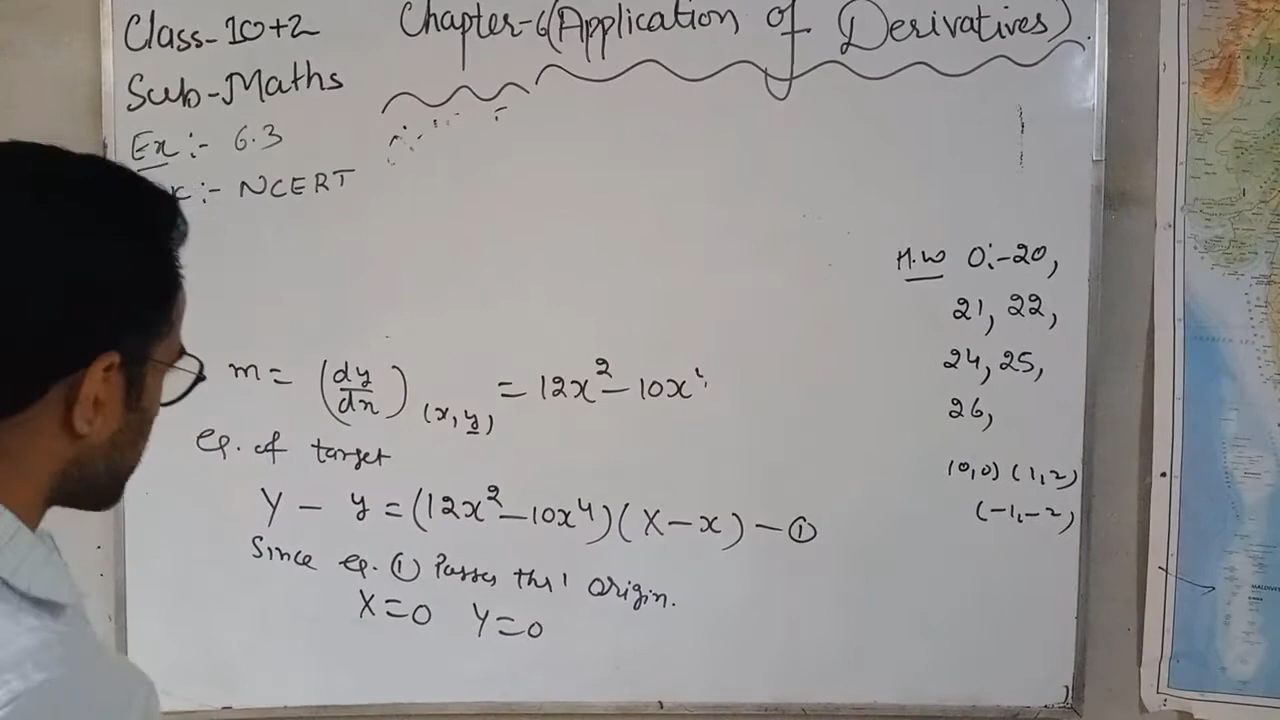 Class-10+2
Chapter-6(Application of Derivatives).
Sub-Maths
Ex:- 6.3
:- NCERT
H.W Q:-20,
21, 22,
24, 25,
26,
(0,0) (1,2)
(-1,-2)
m= (dy/dx) (x,y) = 12x²-10x⁴
eq. of target
Y - y = (12x²-10x⁴)(X-x) -①
Since eq. ① Passes thr' origin.
X=0 Y=0
MALDIVES